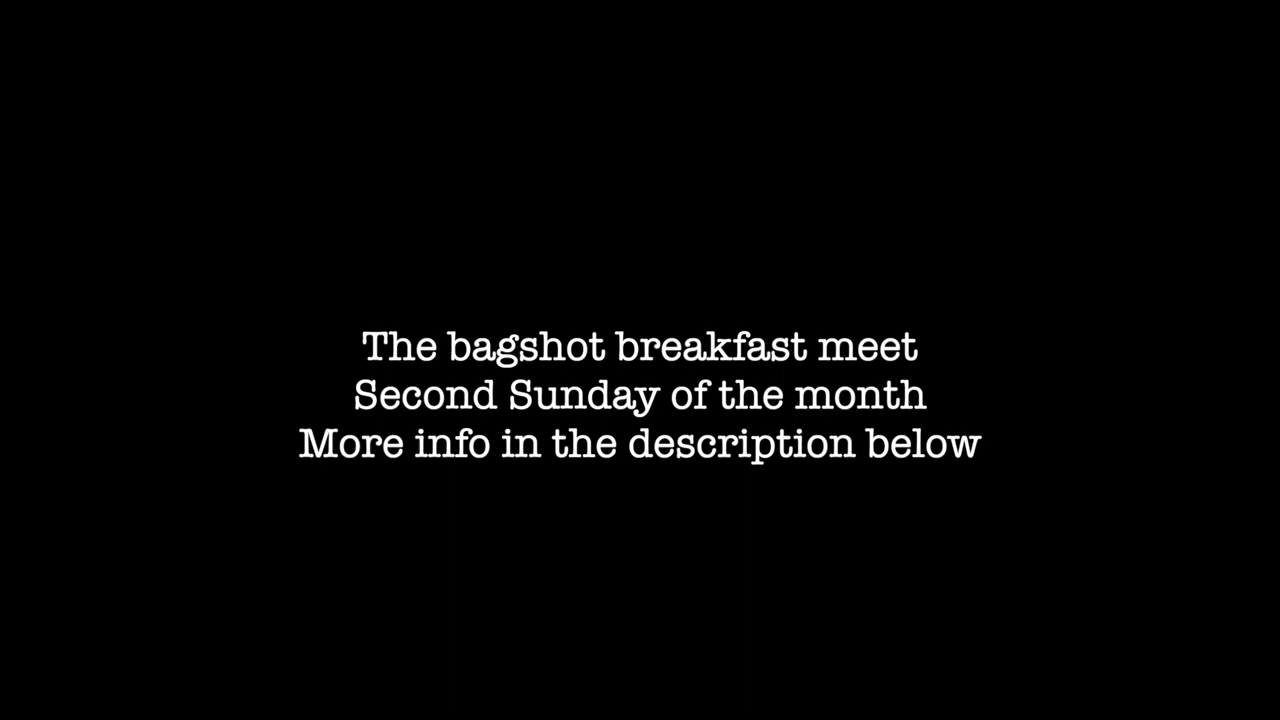 The bagshot breakfast meet
Second Sunday of the month
More info in the description below